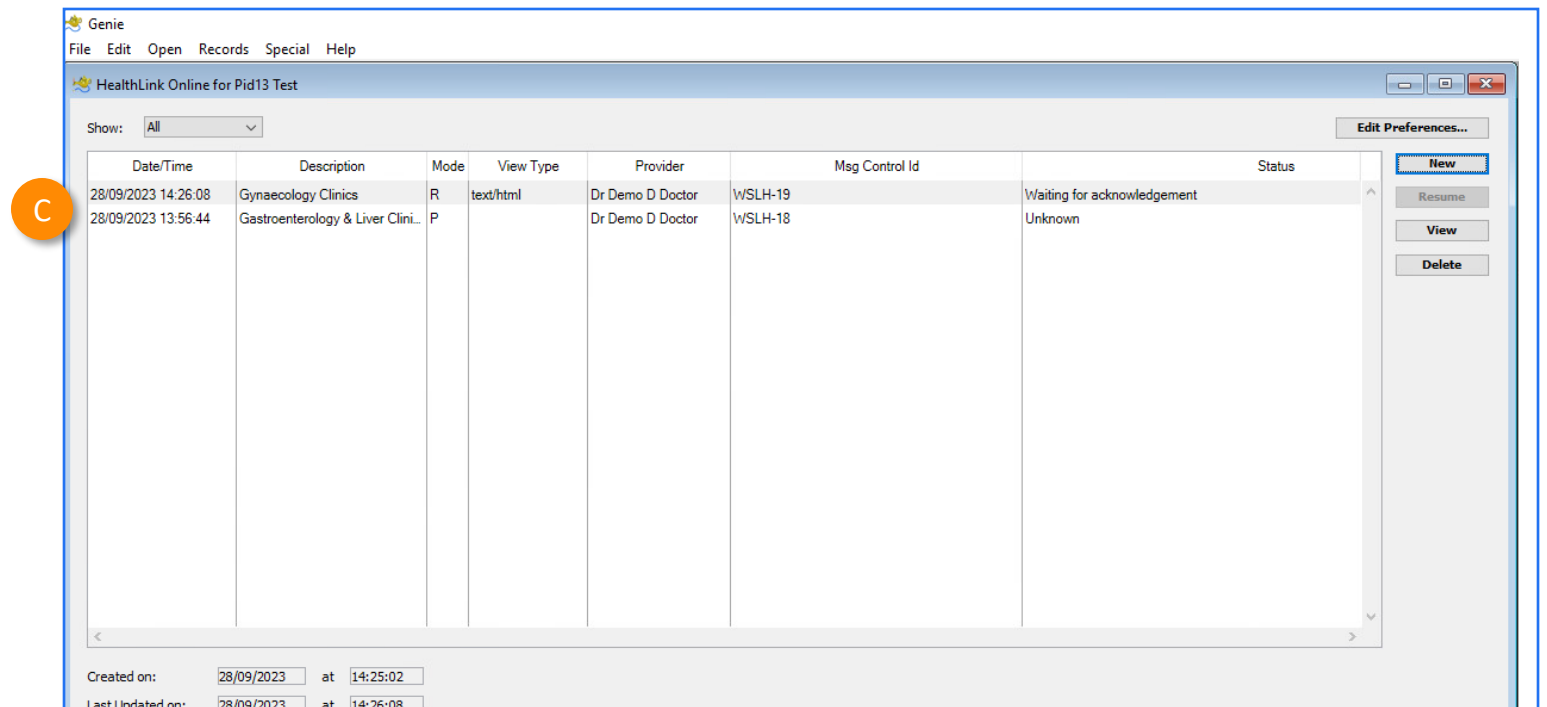 Genie
File Edit Open Records Special Help
HealthLink Online for Pid13 Test
Show: All
Edit Preferences...
Date/Time Description Mode View Type Provider Msg Control Id Status
New
C
28/09/2023 14:26:08 Gynaecology Clinics R text/html Dr Demo D Doctor WSLH-19 Waiting for acknowledgement
Resume
28/09/2023 13:56:44 Gastroenterology & Liver Clini... P Dr Demo D Doctor WSLH-18 Unknown
View
Delete
Created on: 28/09/2023 at 14:25:02
Last Updated on: 28/09/2023 at 14:26:08